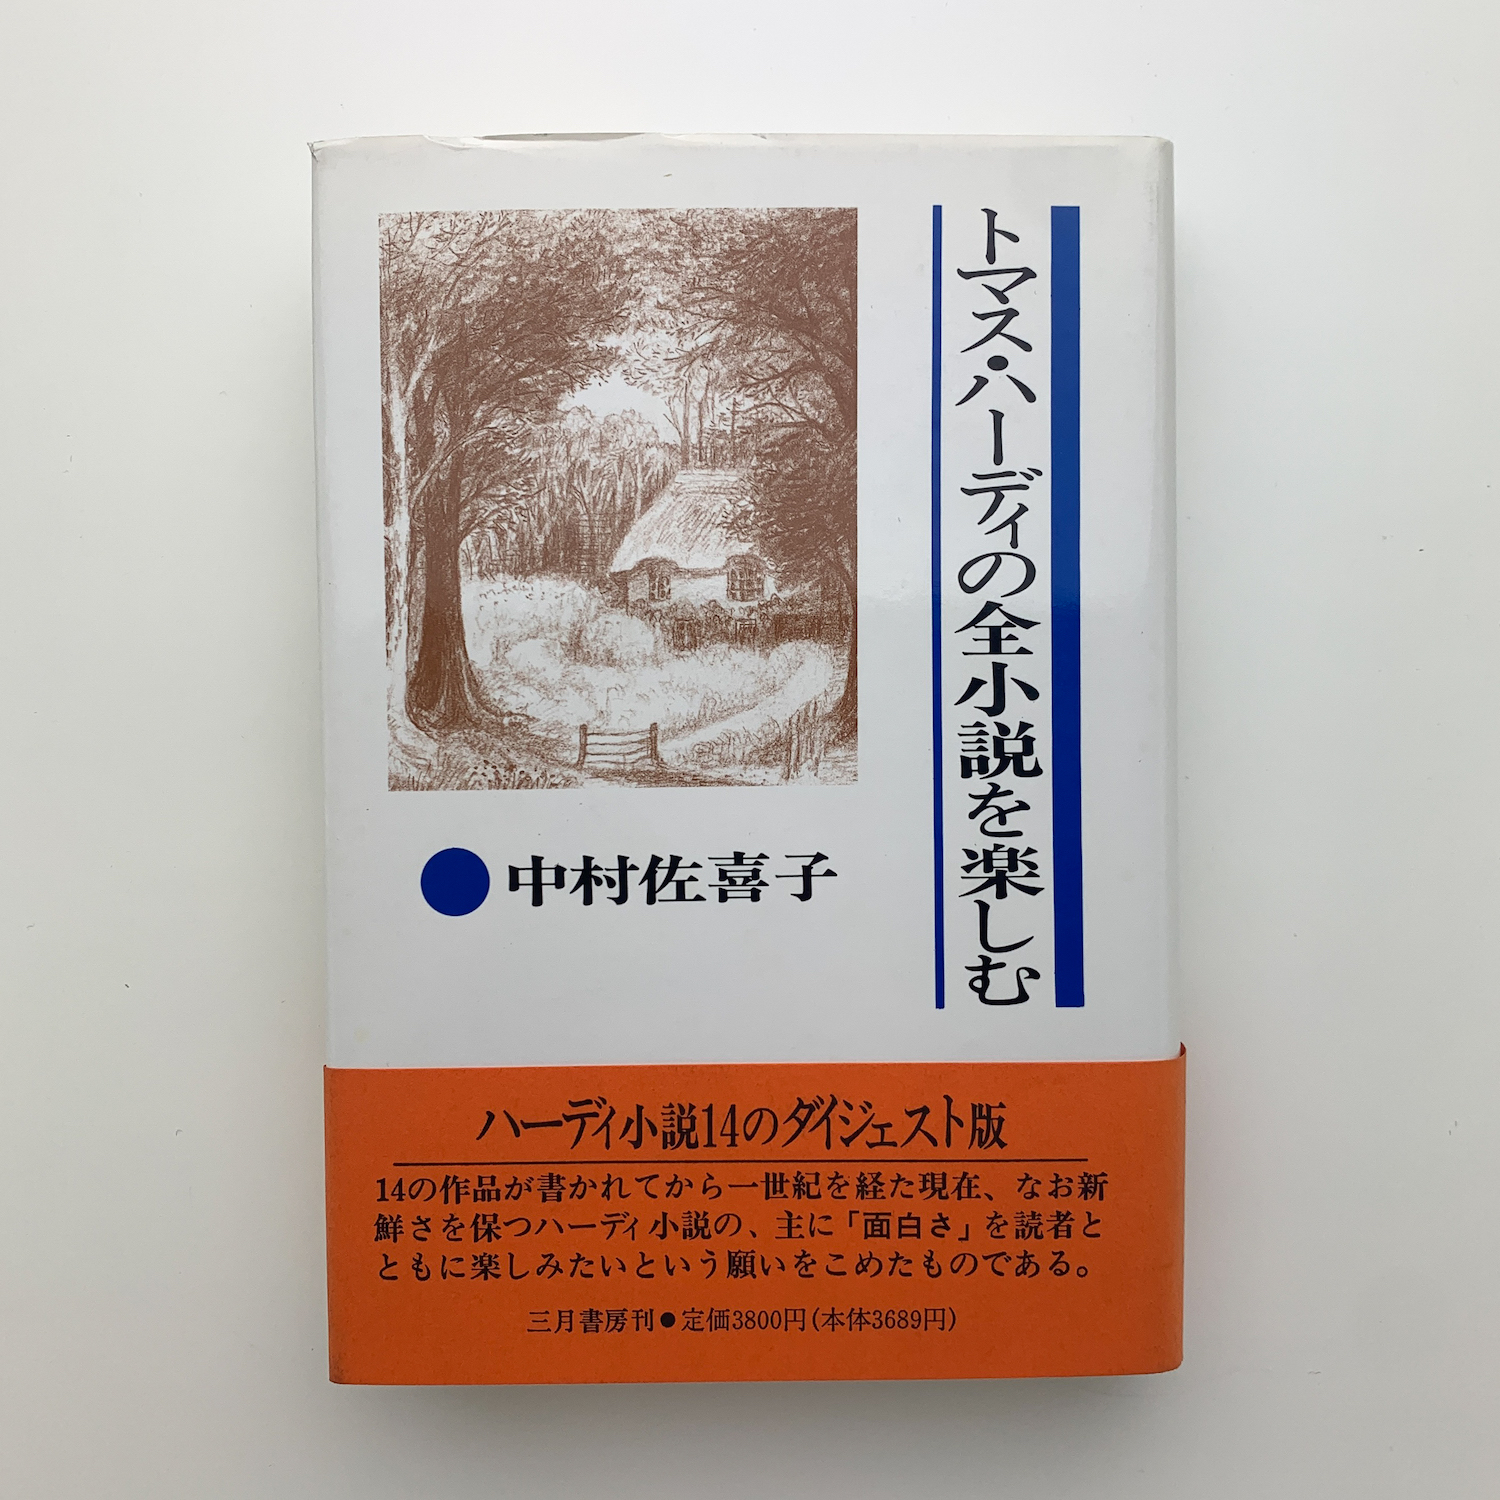 トマス・ハーディの全小説を楽しむ
中村佐喜子
ハーディ小説14のダイジェスト版
14の作品が書かれてから一世紀を経た現在、なお新
鮮さを保つハーディ小説の、主に「面白さ」を読者と
ともに楽しみたいという願いをこめたものである。
三月書房刊●定価3800円(本体3689円)